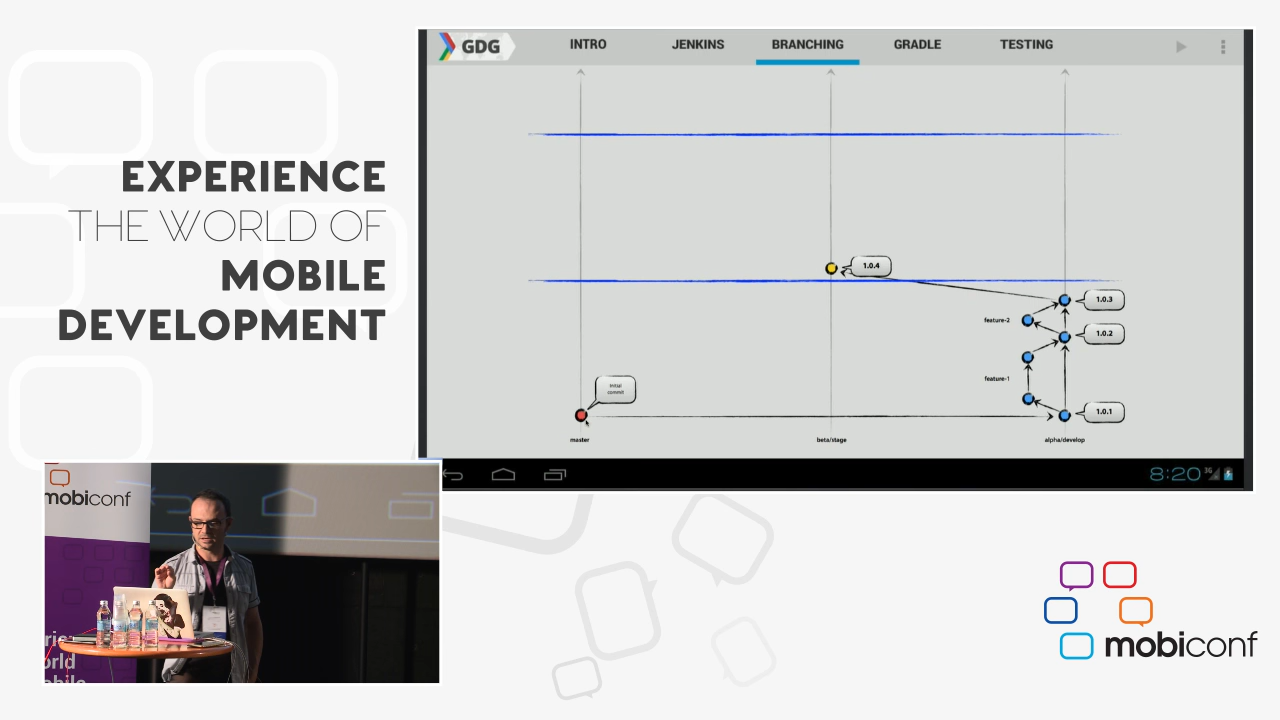 EXPERIENCE
THE WORLD OF
MOBILE
DEVELOPMENT
GDG
INTRO
JENKINS
BRANCHING
GRADLE
TESTING
1.0.4
1.0.3
feature-2
1.0.2
feature-1
Initial
commit
1.0.1
master
beta/stage
alpha/develop
8:20
3G
mobiconf
orld
mobiconf